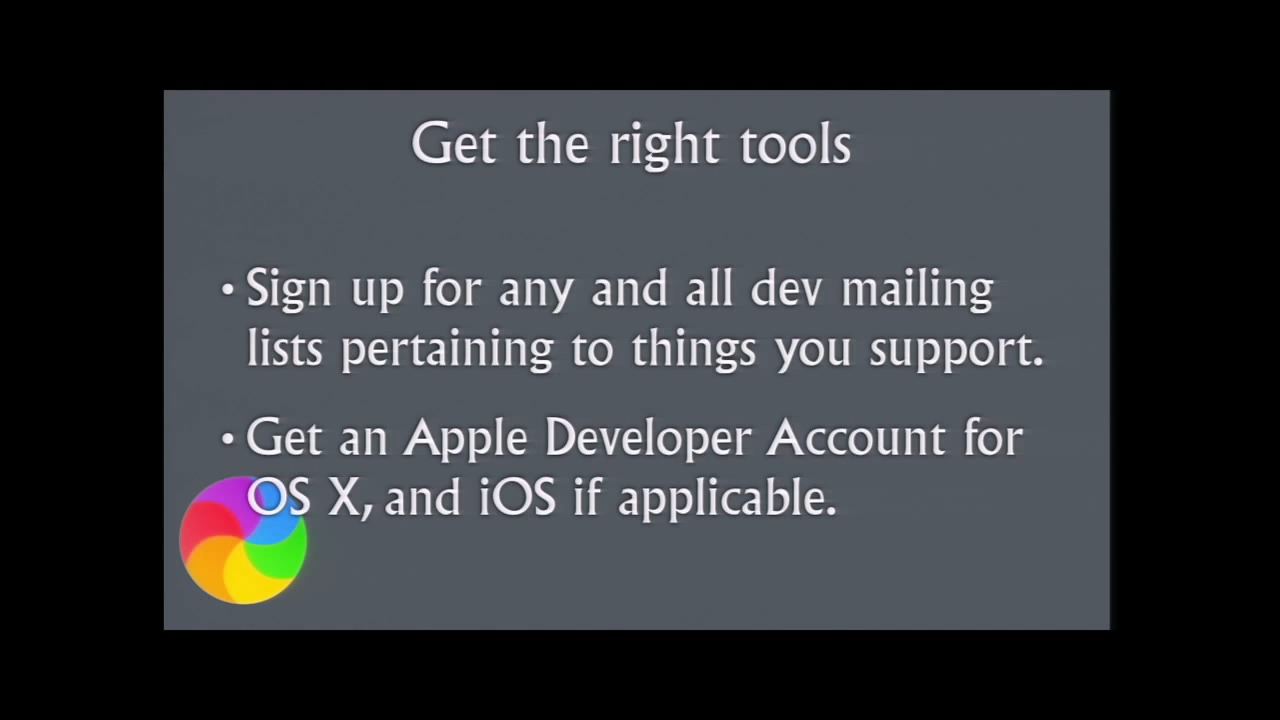 Get the right tools
• Sign up for any and all dev mailing
lists pertaining to things you support.
• Get an Apple Developer Account for
OS X, and iOS if applicable.